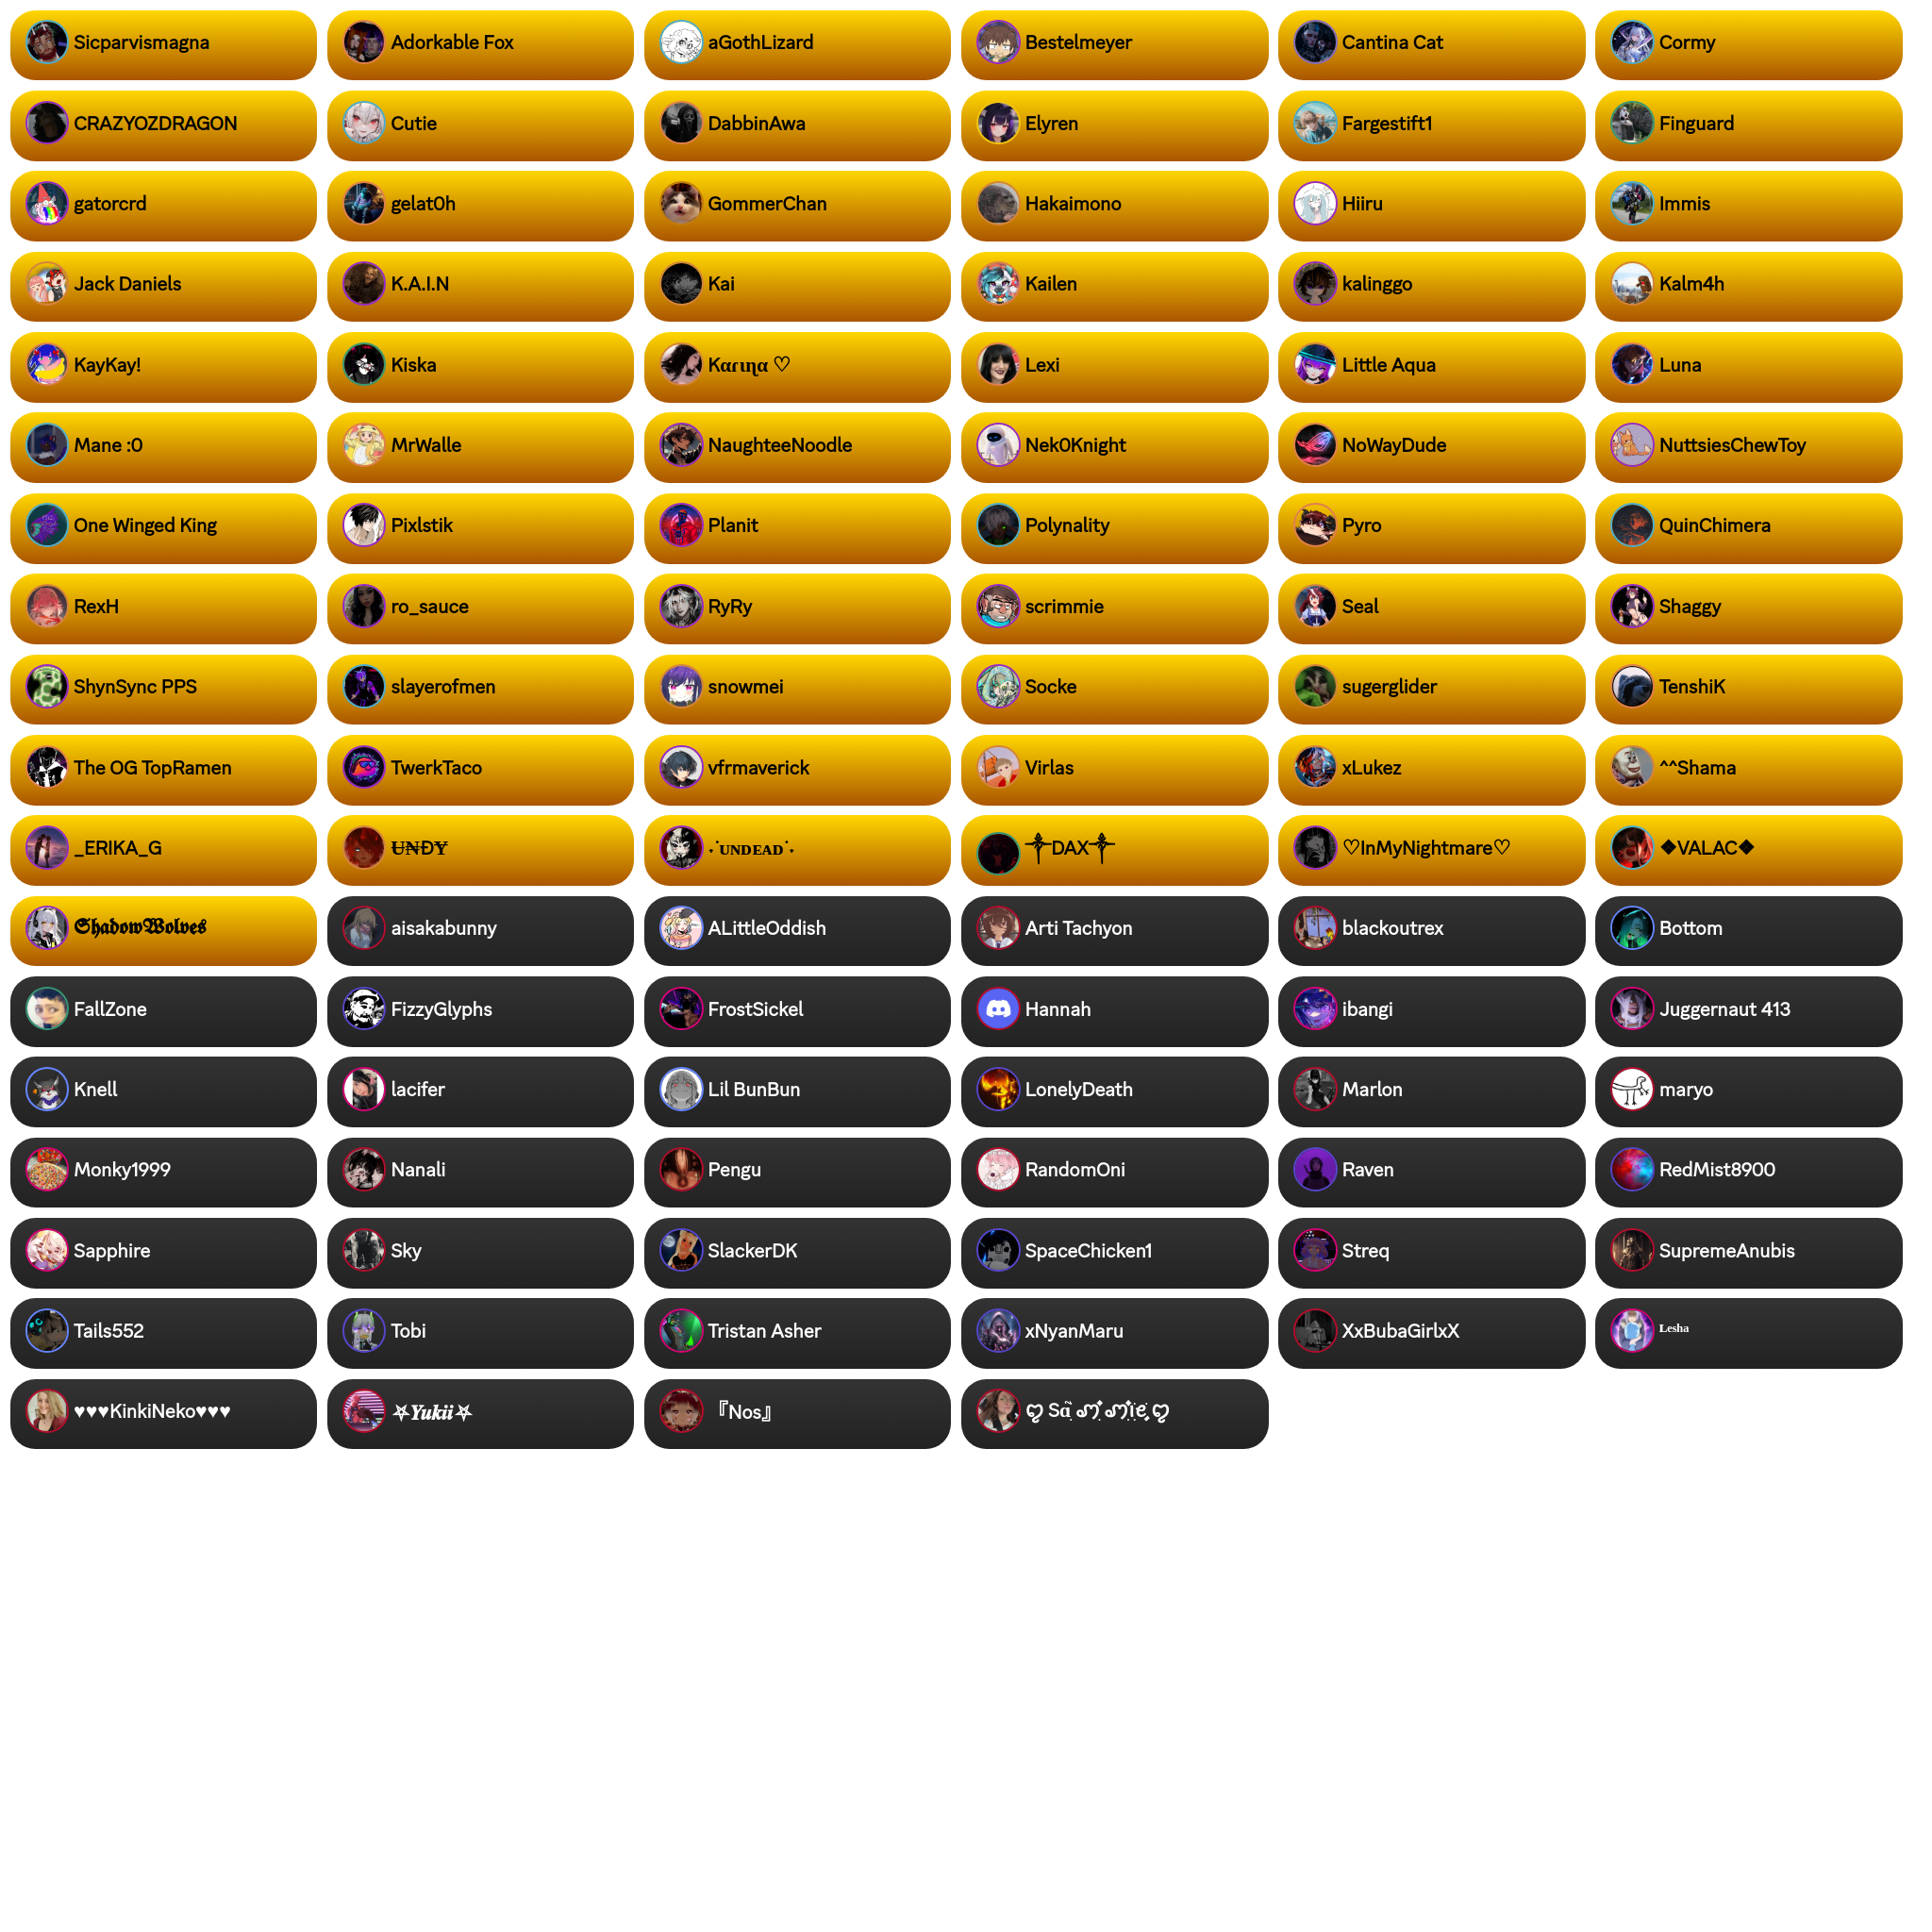 Sicparvismagna
Adorkable Fox
aGothLizard
Bestelmeyer
Cantina Cat
Cormy
CRAZYOZDRAGON
Cutie
DabbinAwa
Elyren
Fargestift1
Finguard
gatorcrd
gelat0h
GommerChan
Hakaimono
Hiiru
Immis
Jack Daniels
K.A.I.N
Kai
Kailen
kalinggo
Kalm4h
KayKay!
Kiska
Kαɾιɳα ♡
Lexi
Little Aqua
Luna
Mane :0
MrWalle
NaughteeNoodle
Nek0Knight
NoWayDude
NuttsiesChewToy
One Winged King
Pixlstik
Planit
Polynality
Pyro
QuinChimera
RexH
ro_sauce
RyRy
scrimmie
Seal
Shaggy
ShynSync PPS
slayerofmen
snowmei
Socke
sugerglider
TenshiK
The OG TopRamen
TwerkTaco
vfrmaverick
Virlas
xLukez
^^Shama
_ERIKA_G
U̶N̶D̶Y̶
˖˙ᴜɴᴅᴇᴀᴅ˙˖
༒DAX༒
♡InMyNightmare♡
❖VALAC❖
𝕾𝖍𝖆𝖉𝖔𝖜𝖂𝖔𝖑𝖛𝖊𝖘
aisakabunny
ALittleOddish
Arti Tachyon
blackoutrex
Bottom
FallZone
FizzyGlyphs
FrostSickel
Hannah
ibangi
Juggernaut 413
Knell
lacifer
Lil BunBun
LonelyDeath
Marlon
maryo
Monky1999
Nanali
Pengu
RandomOni
Raven
RedMist8900
Sapphire
Sky
SlackerDK
SpaceChicken1
Streq
SupremeAnubis
Tails552
Tobi
Tristan Asher
xNyanMaru
XxBubaGirlxX
ᴸᵉˢʰᵃ
♥♥♥KinkiNeko♥♥♥
⛧𝒀𝒖𝒌𝒊𝒊⛧
『Nos』